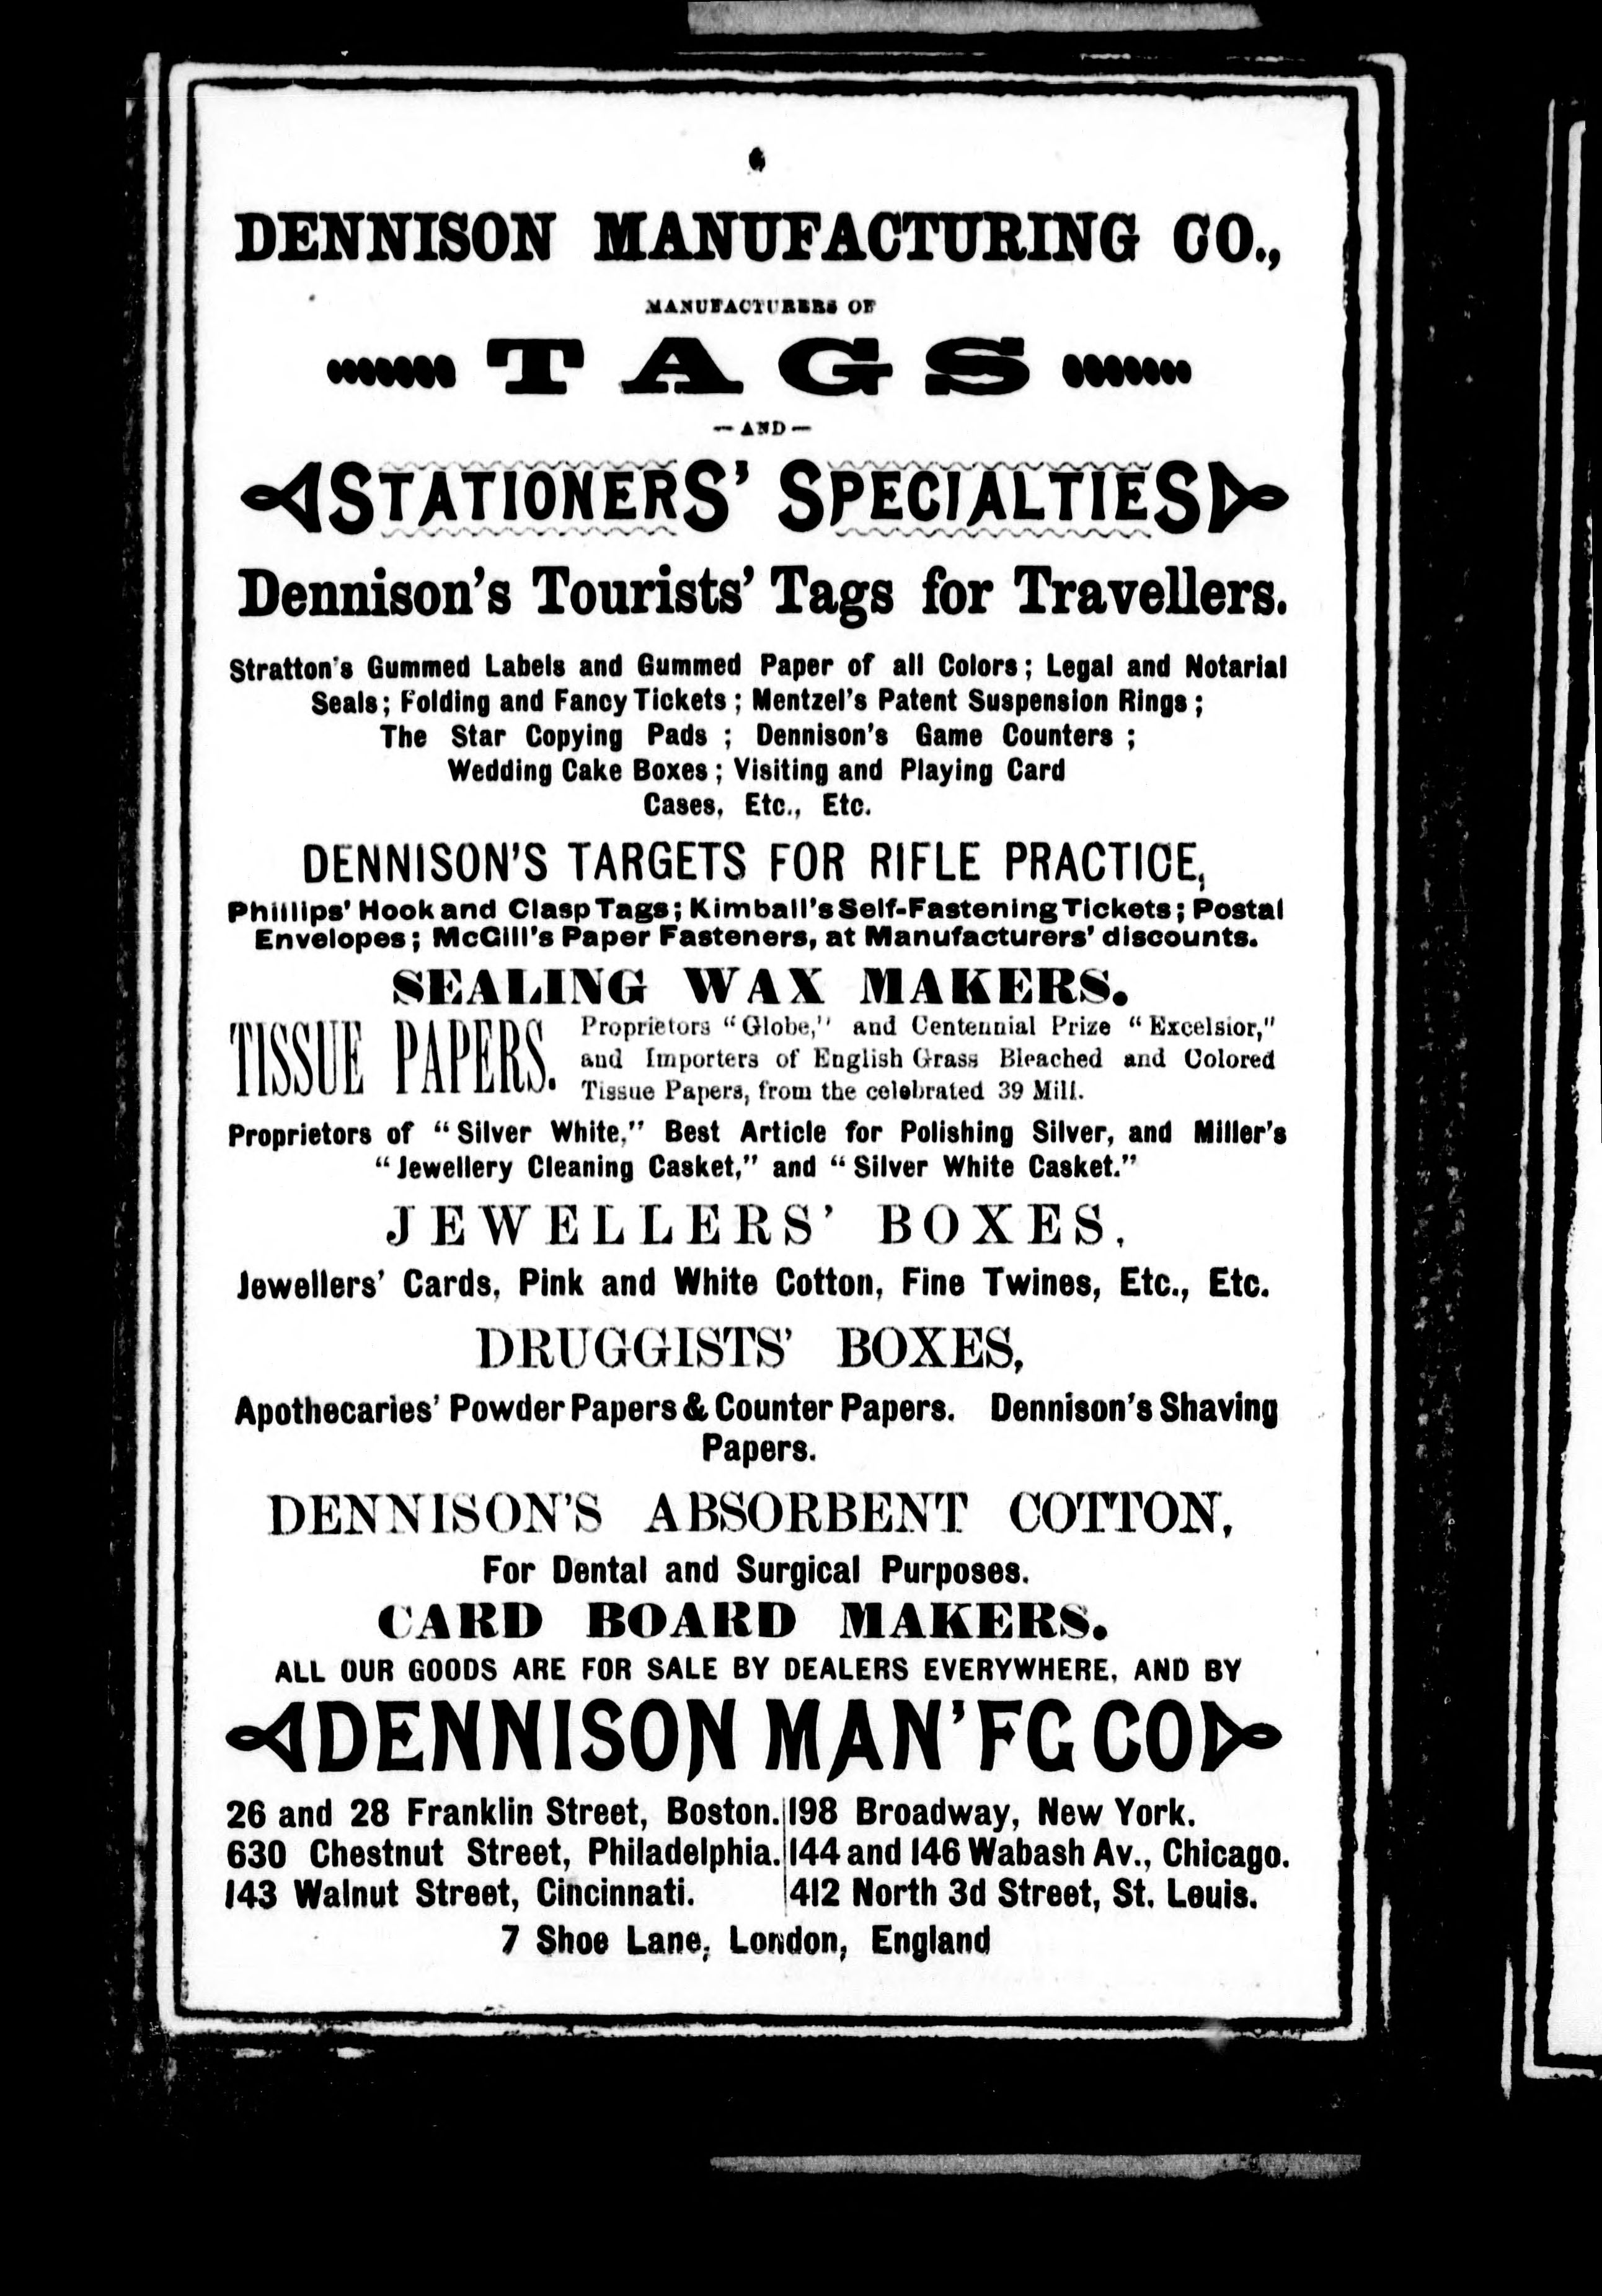 6
DENNISON MANUFACTURING CO.,
MANUFACTURERS OF
TAGS
— AND —
STATIONERS' SPECIALTIES
Dennison's Tourists' Tags for Travellers.
Stratton's Gummed Labels and Gummed Paper of all Colors; Legal and Notarial
Seals; Folding and Fancy Tickets; Mentzel's Patent Suspension Rings;
The Star Copying Pads; Dennison's Game Counters;
Wedding Cake Boxes; Visiting and Playing Card
Cases, Etc., Etc.
DENNISON'S TARGETS FOR RIFLE PRACTICE,
Phillips' Hook and Clasp Tags; Kimball's Self-Fastening Tickets; Postal
Envelopes; McGill's Paper Fasteners, at Manufacturers' discounts.
SEALING WAX MAKERS.
TISSUE PAPERS.
Proprietors "Globe," and Centennial Prize "Excelsior,"
and Importers of English Grass Bleached and Colored
Tissue Papers, from the celebrated 39 Mill.
Proprietors of "Silver White," Best Article for Polishing Silver, and Miller's
"Jewellery Cleaning Casket," and "Silver White Casket."
JEWELLERS' BOXES,
Jewellers' Cards, Pink and White Cotton, Fine Twines, Etc., Etc.
DRUGGISTS' BOXES,
Apothecaries' Powder Papers & Counter Papers. Dennison's Shaving
Papers.
DENNISON'S ABSORBENT COTTON,
For Dental and Surgical Purposes.
CARD BOARD MAKERS.
ALL OUR GOODS ARE FOR SALE BY DEALERS EVERYWHERE, AND BY
DENNISON MAN'FG CO
26 and 28 Franklin Street, Boston. 198 Broadway, New York.
630 Chestnut Street, Philadelphia. 144 and 146 Wabash Av., Chicago.
143 Walnut Street, Cincinnati. 412 North 3d Street, St. Louis.
7 Shoe Lane, London, England